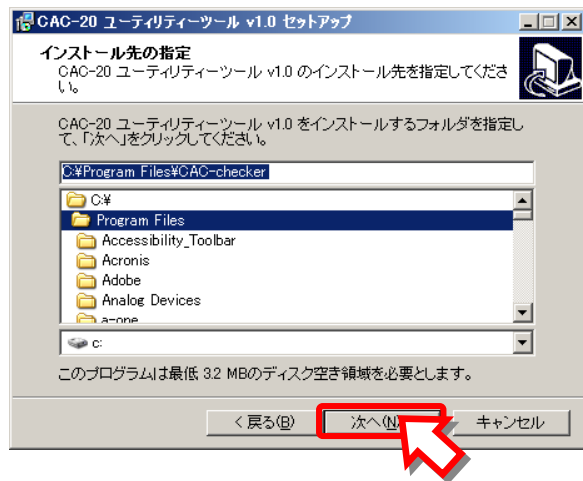 CAC-20 ユーティリティーツール v1.0 セットアップ
インストール先の指定
CAC-20 ユーティリティーツール v1.0 のインストール先を指定してくださ
い。
CAC-20 ユーティリティーツール v1.0 をインストールするフォルダを指定し
て、「次へ」をクリックしてください。
C:¥Program Files¥CAC-checker
C:¥
Program Files
Accessibility_Toolbar
Acronis
Adobe
Analog Devices
a-one
c:
このプログラムは最低 3.2 MBのディスク空き領域を必要とします。
< 戻る(B)
次へ(N)
キャンセル